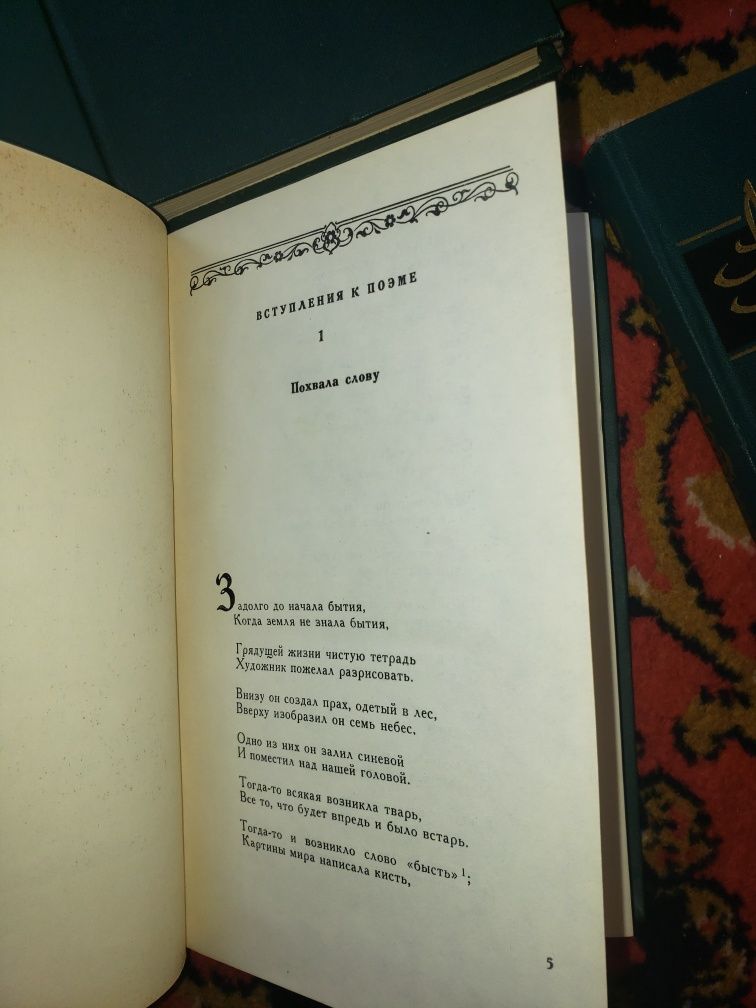 ВСТУПЛЕНИЯ К ПОЭМЕ
1
Похвала слову
Задолго до начала бытия,
Когда земля не знала бытия,
Грядущей жизни чистую тетрадь
Художник пожелал разрисовать.
Внизу он создал прах, одетый в лес,
Вверху изобразил он семь небес,
Одно из них он залил синевой
И поместил над нашей головой.
Тогда-то всякая возникла тварь,
Все то, что будет впредь и было встарь.
Тогда-то и возникло слово «бысть» ¹;
Картины мира написала кисть,
5